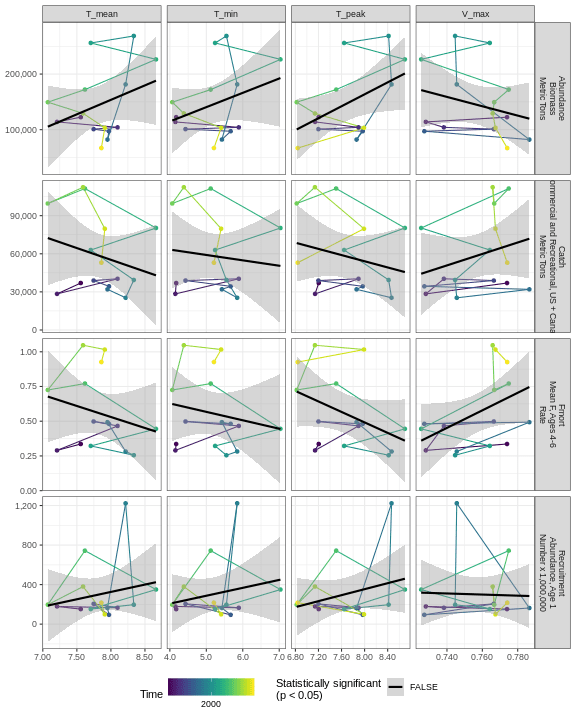 T_mean
T_min
T_peak
V_max
200,000
100,000
Abundance
Biomass
Metric Tons
90,000
60,000
30,000
0
Catch
ommercial and Recreational, US + Cana
Metric Tons
1.00
0.75
0.50
0.25
0.00
Fmort
Mean F, Ages 4-6
Rate
1,200
800
400
0
Recruitment
Abundance, Age 1
Number x 1,000,000
7.00 7.50 8.00 8.50
4.0 5.0 6.0 7.0
6.80 7.20 7.60 8.00 8.40
0.740 0.760 0.780
Time
2000
Statistically significant
(p < 0.05)
FALSE